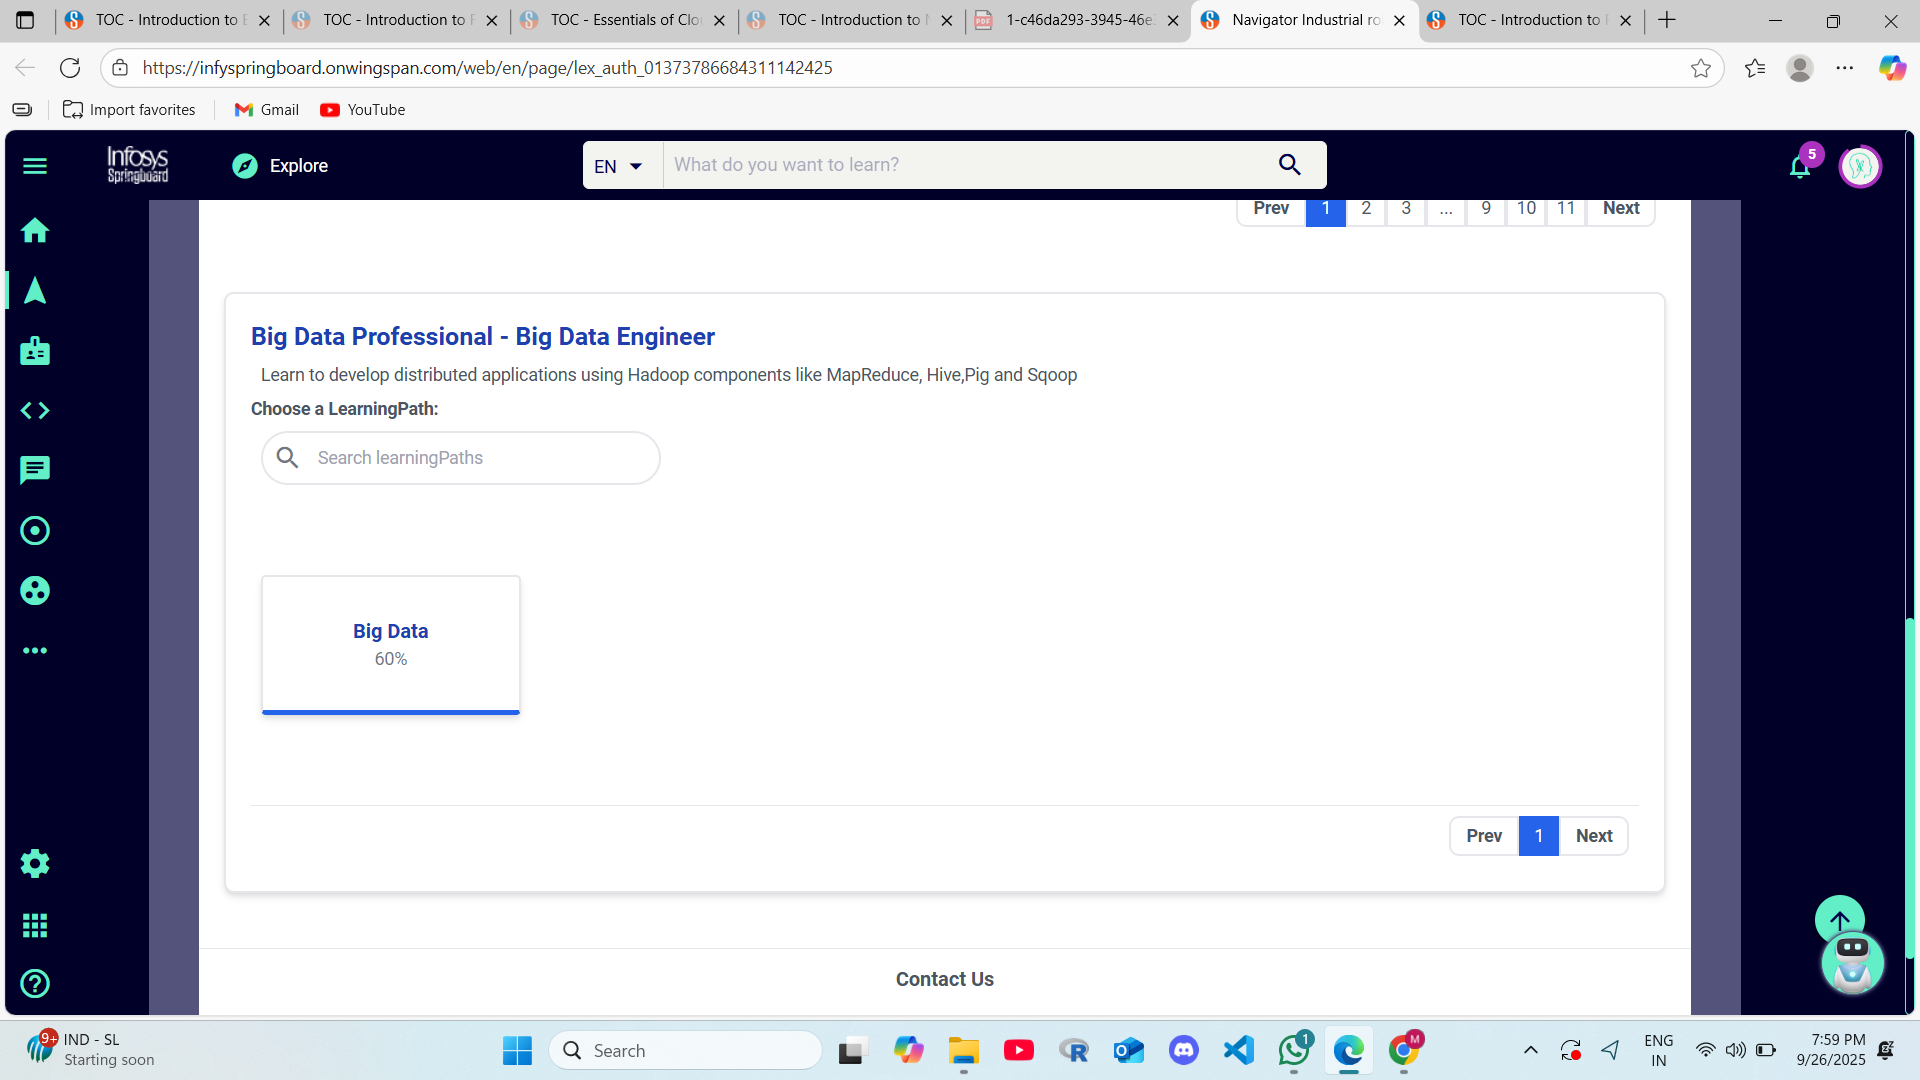 TOC - Introduction to
TOC - Introduction to
TOC - Essentials of Clo
TOC - Introduction to
1-c46da293-3945-46e
Navigator Industrial ro
TOC - Introduction to
https://infyspringboard.onwingspan.com/web/en/page/lex_auth_01373786684311142425
Import favorites
Gmail
YouTube
Infosys
Springboard
Explore
EN
What do you want to learn?
5
Prev 1 2 3 ... 9 10 11 Next
Big Data Professional - Big Data Engineer
Learn to develop distributed applications using Hadoop components like MapReduce, Hive,Pig and Sqoop
Choose a LearningPath:
Search learningPaths
Big Data
60%
Prev 1 Next
Contact Us
9+
IND - SL
Starting soon
Search
1
M
ENG
IN
7:59 PM
9/26/2025